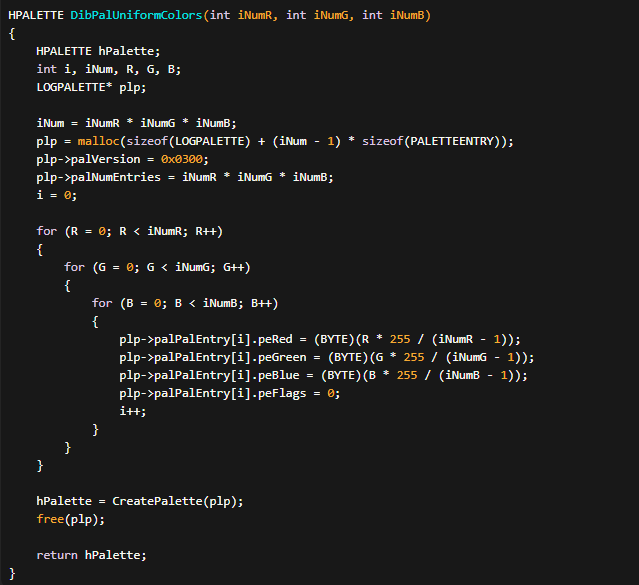 HPALETTE DibPalUniformColors(int iNumR, int iNumG, int iNumB)
{
    HPALETTE hPalette;
    int i, iNum, R, G, B;
    LOGPALETTE* plp;

    iNum = iNumR * iNumG * iNumB;
    plp = malloc(sizeof(LOGPALETTE) + (iNum - 1) * sizeof(PALETTEENTRY));
    plp->palVersion = 0x0300;
    plp->palNumEntries = iNumR * iNumG * iNumB;
    i = 0;

    for (R = 0; R < iNumR; R++)
    {
        for (G = 0; G < iNumG; G++)
        {
            for (B = 0; B < iNumB; B++)
            {
                plp->palPalEntry[i].peRed = (BYTE)(R * 255 / (iNumR - 1));
                plp->palPalEntry[i].peGreen = (BYTE)(G * 255 / (iNumG - 1));
                plp->palPalEntry[i].peBlue = (BYTE)(B * 255 / (iNumB - 1));
                plp->palPalEntry[i].peFlags = 0;
                i++;
            }
        }
    }

    hPalette = CreatePalette(plp);
    free(plp);

    return hPalette;
}